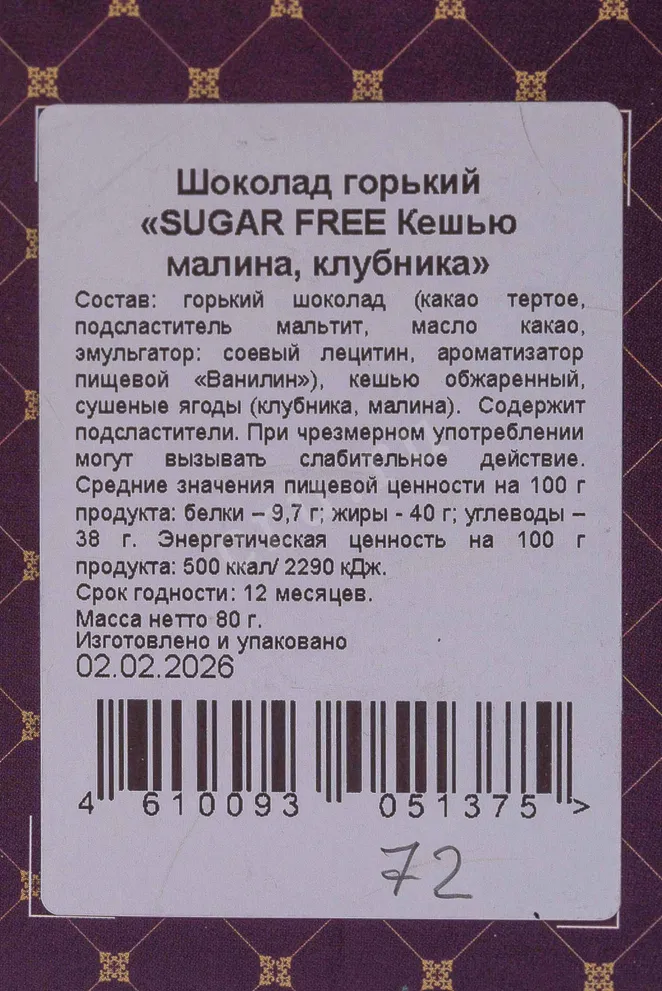 Шоколад горький
«SUGAR FREE Кешью
малина, клубника»
Состав: горький шоколад (какао тертое,
подсластитель мальтит, масло какао,
эмульгатор: соевый лецитин, ароматизатор
пищевой «Ванилин»), кешью обжаренный,
сушеные ягоды (клубника, малина). Содержит
подсластители. При чрезмерном употреблении
могут вызывать слабительное действие.
Средние значения пищевой ценности на 100 г
продукта: белки – 9,7 г; жиры - 40 г; углеводы –
38 г. Энергетическая ценность на 100 г
продукта: 500 ккал/ 2290 кДж.
Срок годности: 12 месяцев.
Масса нетто 80 г.
Изготовлено и упаковано
02.02.2026
4 610093 051375 >
72